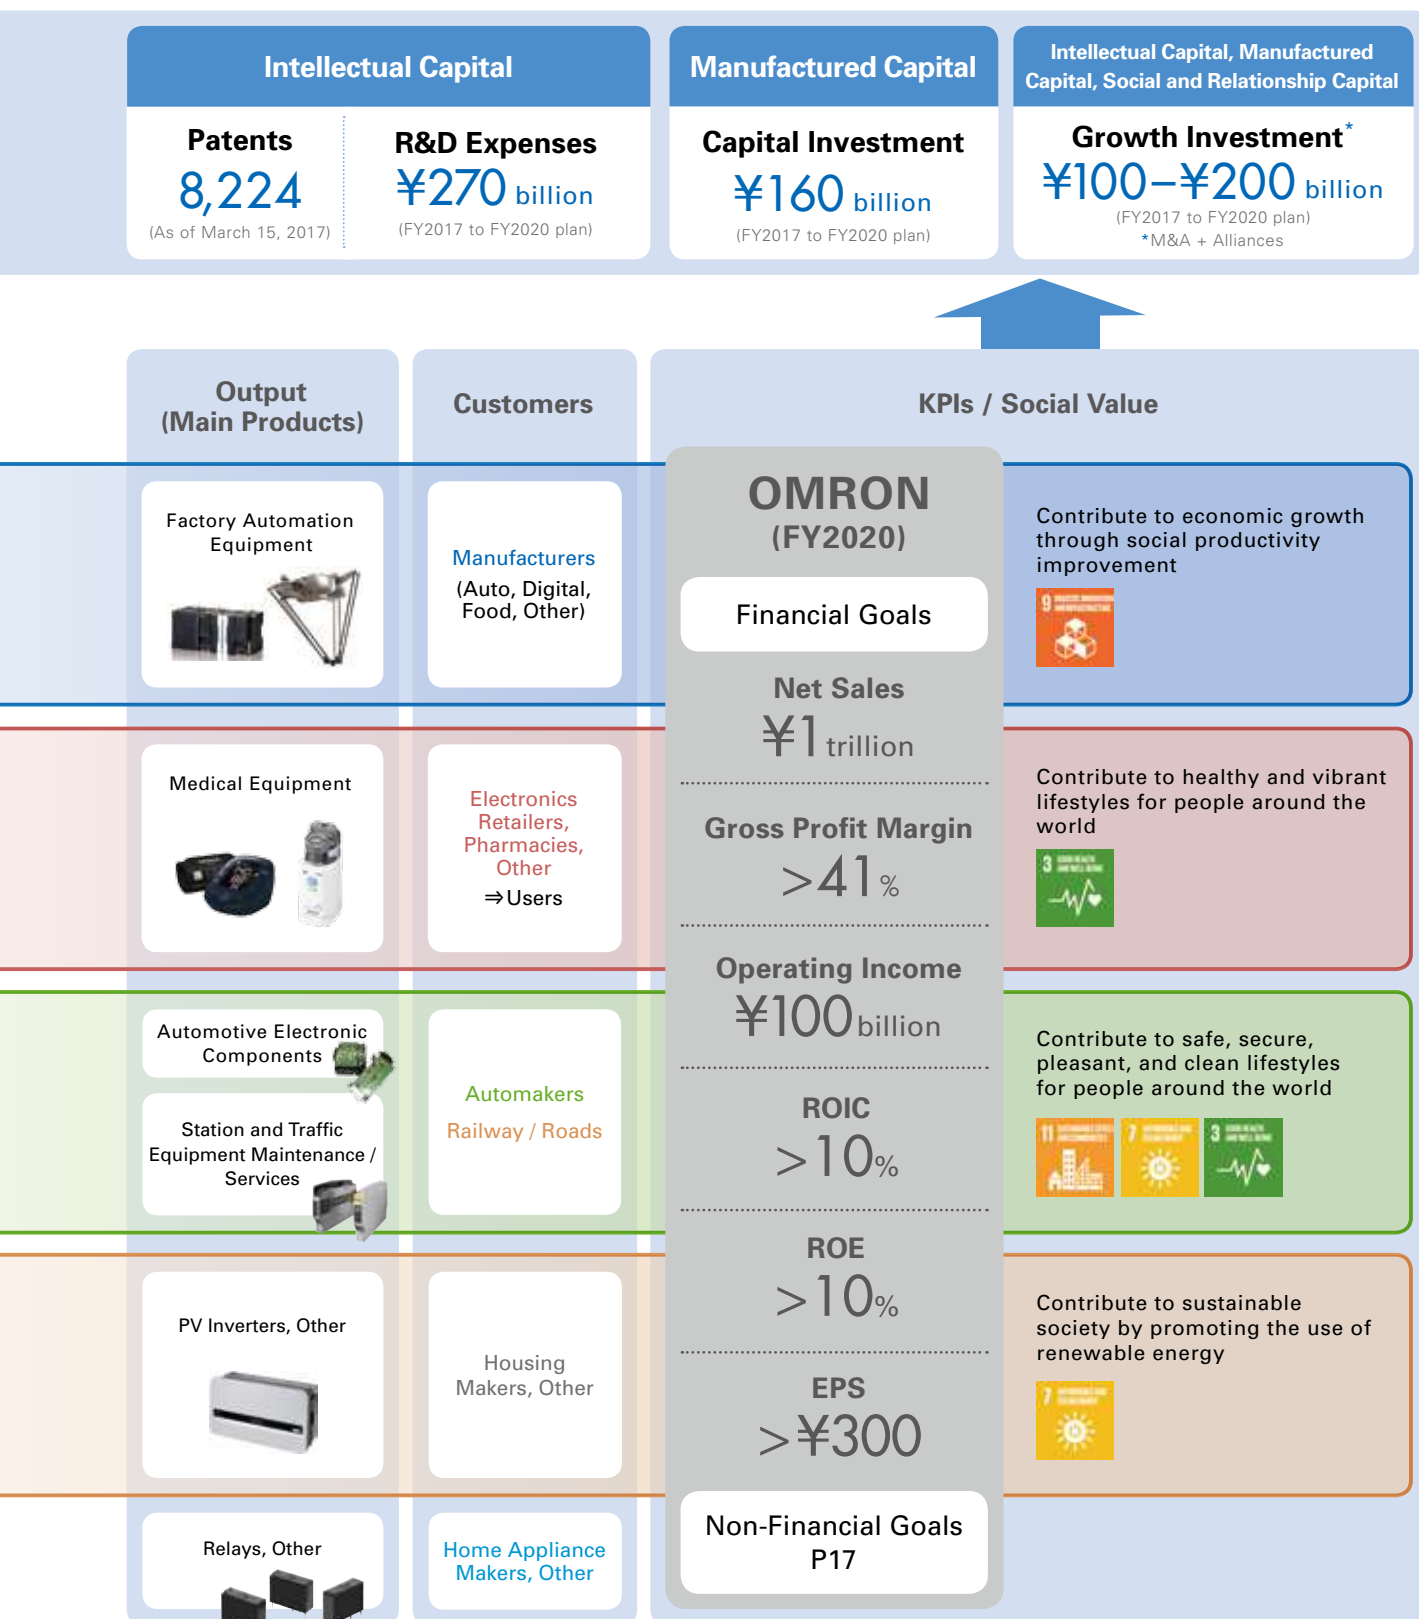 Intellectual Capital
Patents
8,224
(As of March 15, 2017)
R&D Expenses
¥270 billion
(FY2017 to FY2020 plan)
Manufactured Capital
Capital Investment
¥160 billion
(FY2017 to FY2020 plan)
Intellectual Capital, Manufactured
Capital, Social and Relationship Capital
Growth Investment*
¥100–¥200 billion
(FY2017 to FY2020 plan)
*M&A + Alliances
Output
(Main Products)
Customers
KPIs / Social Value
Factory Automation
Equipment
Manufacturers
(Auto, Digital,
Food, Other)
Contribute to economic growth
through social productivity
improvement
9
Medical Equipment
Electronics
Retailers,
Pharmacies,
Other
⇒Users
Contribute to healthy and vibrant
lifestyles for people around the
world
3
Automotive Electronic
Components
Station and Traffic
Equipment Maintenance /
Services
Automakers
Railway / Roads
Contribute to safe, secure,
pleasant, and clean lifestyles
for people around the world
11
7
3
PV Inverters, Other
Housing
Makers, Other
Contribute to sustainable
society by promoting the use of
renewable energy
7
Relays, Other
Home Appliance
Makers, Other
OMRON
(FY2020)
Financial Goals
Net Sales
¥1 trillion
Gross Profit Margin
>41%
Operating Income
¥100 billion
ROIC
>10%
ROE
>10%
EPS
>¥300
Non-Financial Goals
P17